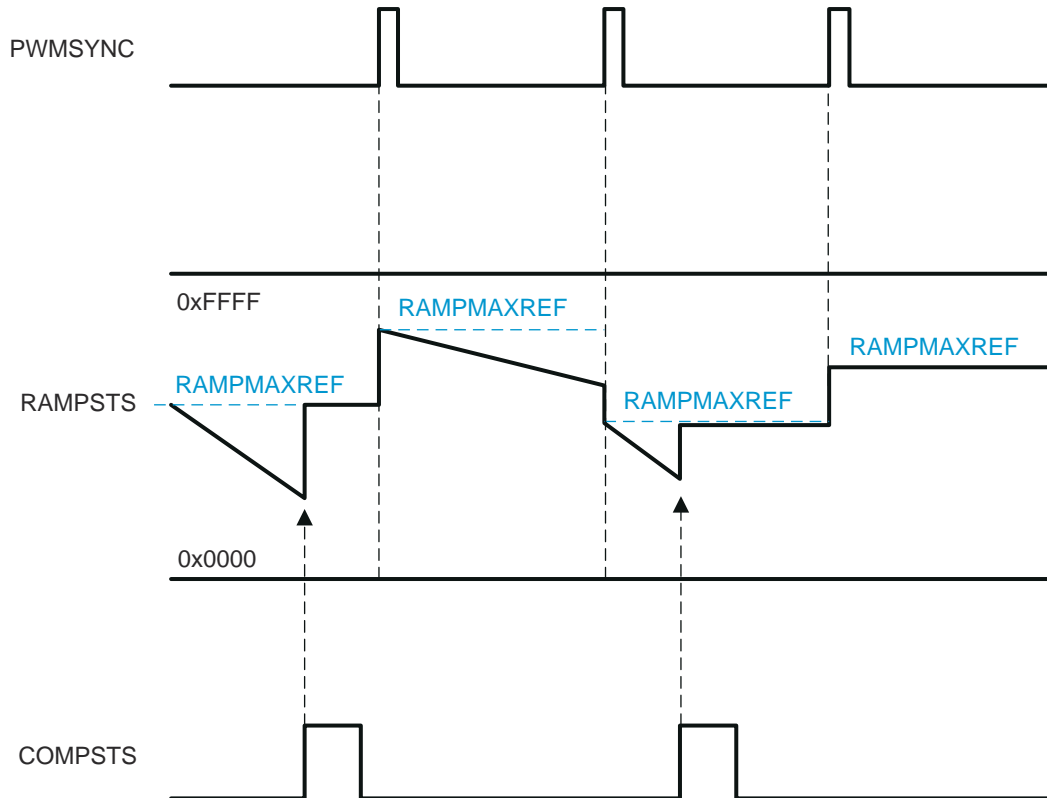 PWMSYNC
0xFFFF
RAMPMAXREF
RAMPMAXREF
RAMPMAXREF
RAMPMAXREF
RAMPSTS
0x0000
COMPSTS